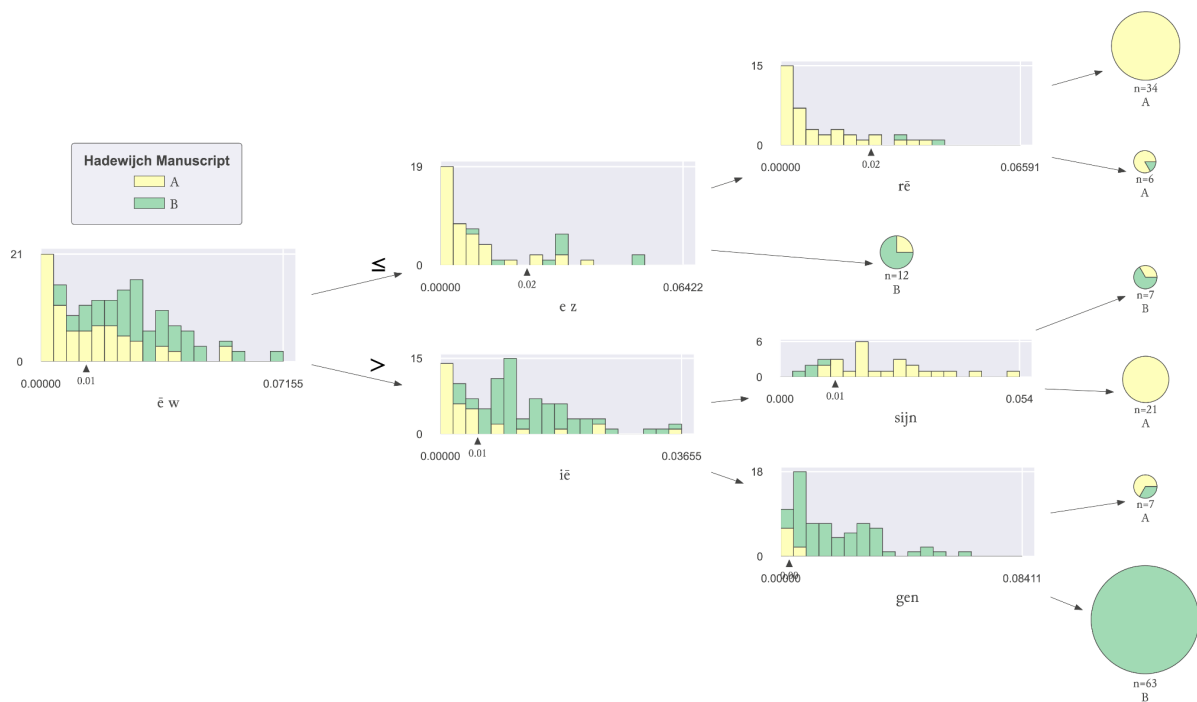 Hadewijch Manuscript
A
B
21
0
0.00000
0.07155
0.01
ē w
≤
>
19
0
0.00000
0.06422
0.02
e z
15
0
0.00000
0.03655
0.01
iē
15
0
0.00000
0.06591
0.02
rē
n=12
B
6
0
0.000
0.054
0.01
sijn
18
0
0.00000
0.08411
0.00
gen
n=34
A
n=6
A
n=7
B
n=21
A
n=7
A
n=63
B